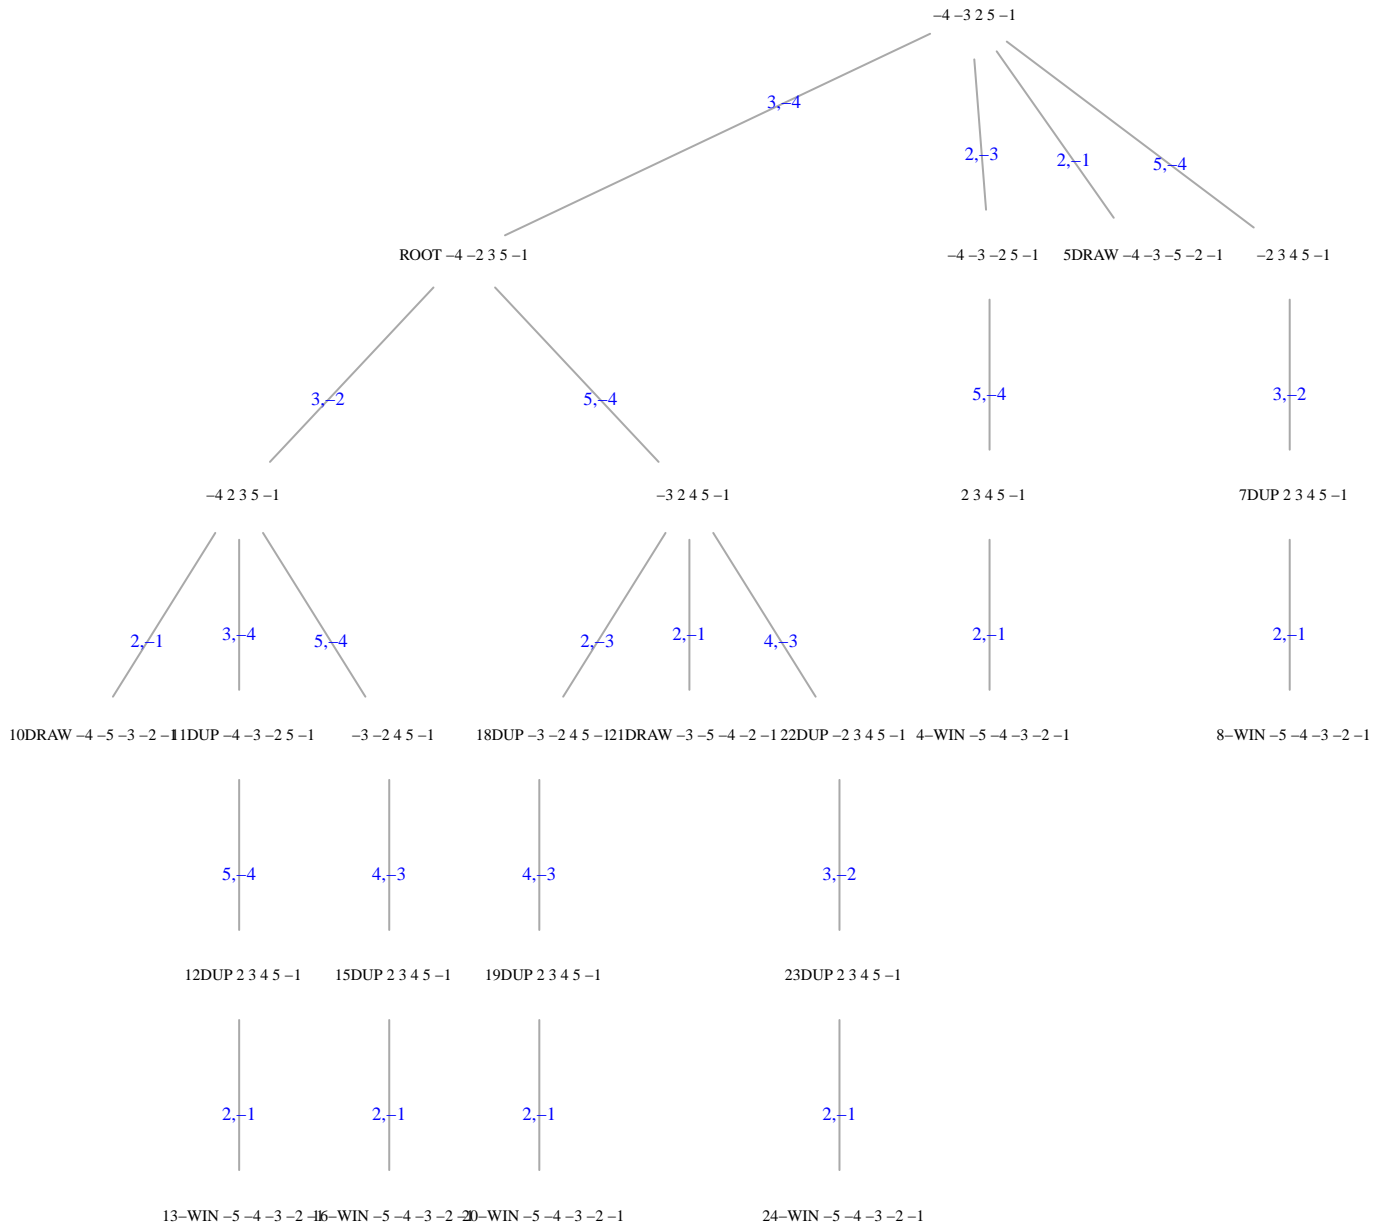 −4 −3 2 5 −1
3,−4
2,−3
2,−1
5,−4
ROOT −4 −2 3 5 −1
−4 −3 −2 5 −1
5DRAW −4 −3 −5 −2 −1
−2 3 4 5 −1
3,−2
5,−4
5,−4
3,−2
−4 2 3 5 −1
−3 2 4 5 −1
2 3 4 5 −1
7DUP 2 3 4 5 −1
2,−1
3,−4
5,−4
2,−3
2,−1
4,−3
2,−1
2,−1
10DRAW −4 −5 −3 −2 −1
11DUP −4 −3 −2 5 −1
−3 −2 4 5 −1
18DUP −3 −2 4 5 −1
21DRAW −3 −5 −4 −2 −1
22DUP −2 3 4 5 −1
4−WIN −5 −4 −3 −2 −1
8−WIN −5 −4 −3 −2 −1
5,−4
4,−3
4,−3
3,−2
12DUP 2 3 4 5 −1
15DUP 2 3 4 5 −1
19DUP 2 3 4 5 −1
23DUP 2 3 4 5 −1
2,−1
2,−1
2,−1
2,−1
13−WIN −5 −4 −3 −2 −1
16−WIN −5 −4 −3 −2 −1
20−WIN −5 −4 −3 −2 −1
24−WIN −5 −4 −3 −2 −1